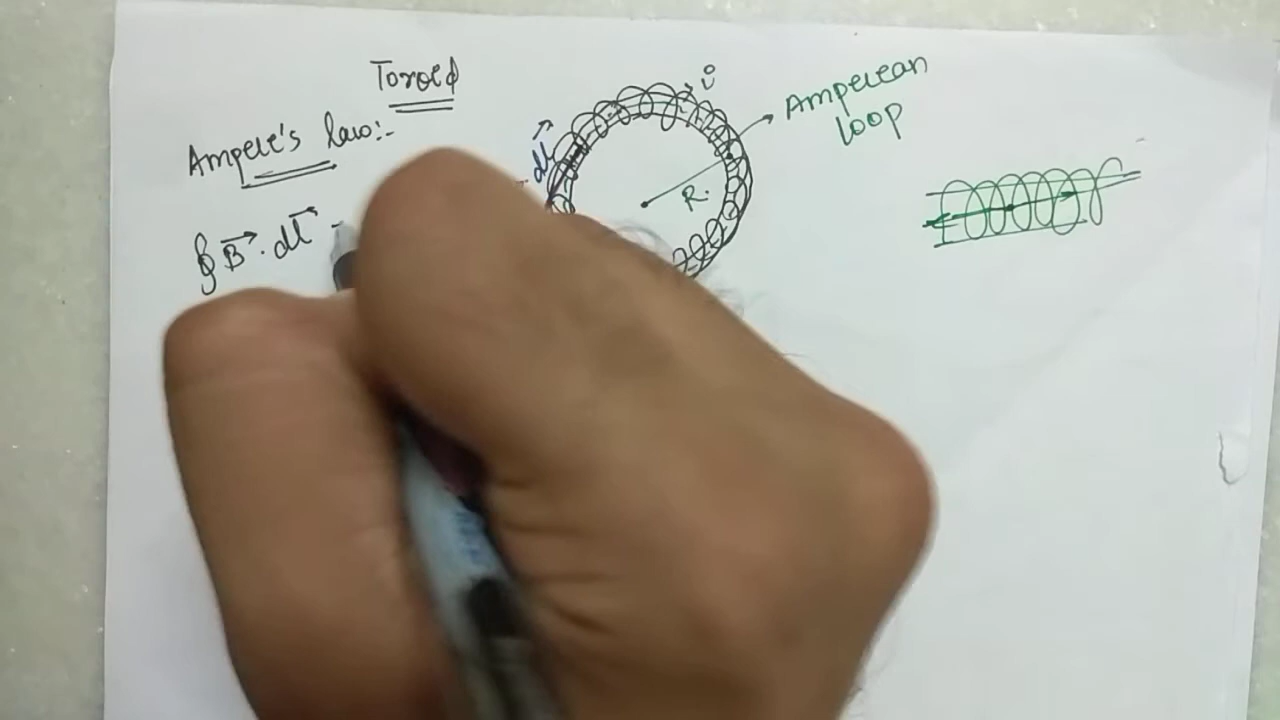 Toroid
Ampere's law:-
∮ B⃗ · dl⃗
dl⃗
i
R.
Amperean
loop